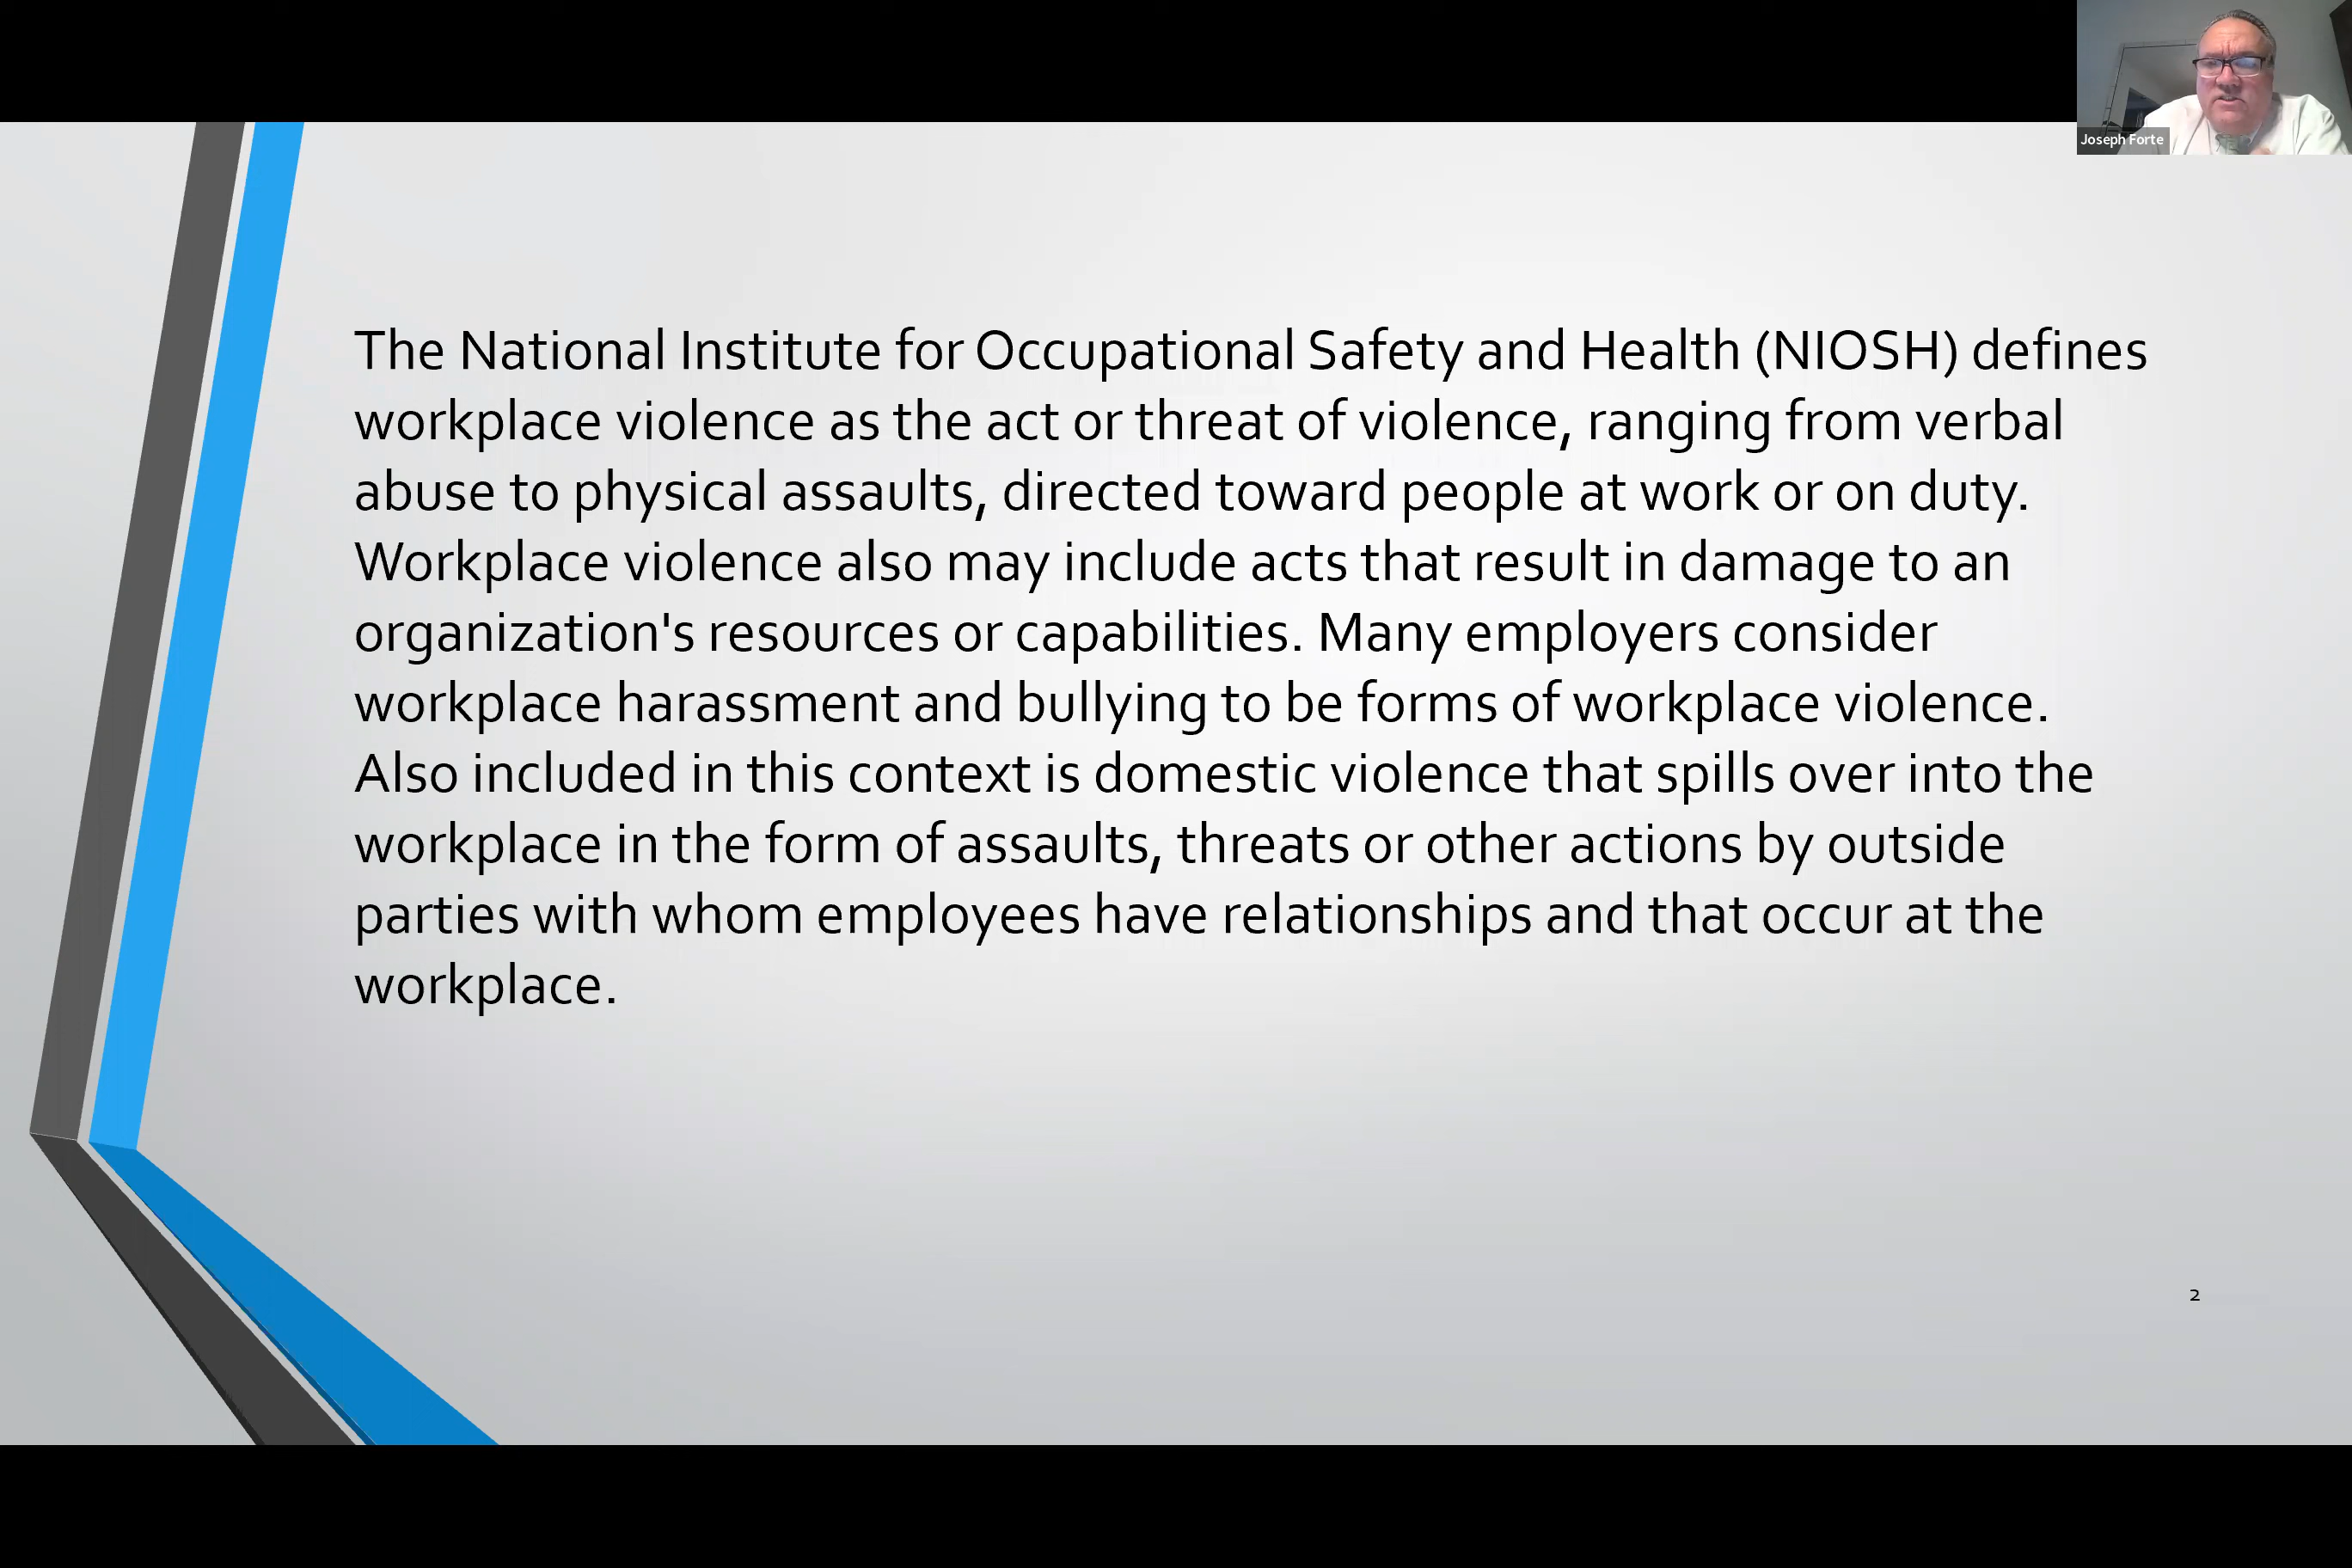 Joseph Forte
The National Institute for Occupational Safety and Health (NIOSH) defines
workplace violence as the act or threat of violence, ranging from verbal
abuse to physical assaults, directed toward people at work or on duty.
Workplace violence also may include acts that result in damage to an
organization's resources or capabilities. Many employers consider
workplace harassment and bullying to be forms of workplace violence.
Also included in this context is domestic violence that spills over into the
workplace in the form of assaults, threats or other actions by outside
parties with whom employees have relationships and that occur at the
workplace.
2